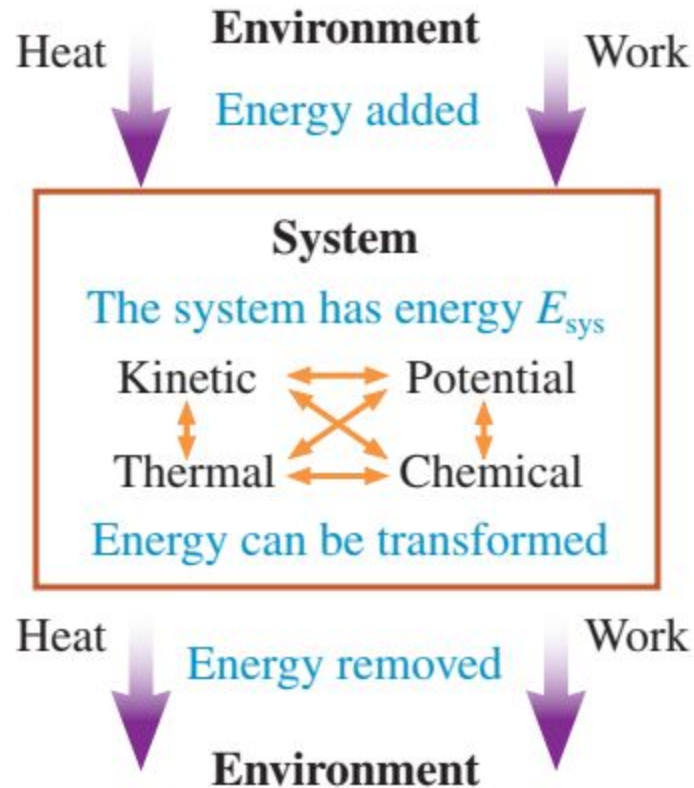 Environment
Heat Work
Energy added
System
The system has energy E_sys
Kinetic Potential
Thermal Chemical
Energy can be transformed
Heat Work
Energy removed
Environment